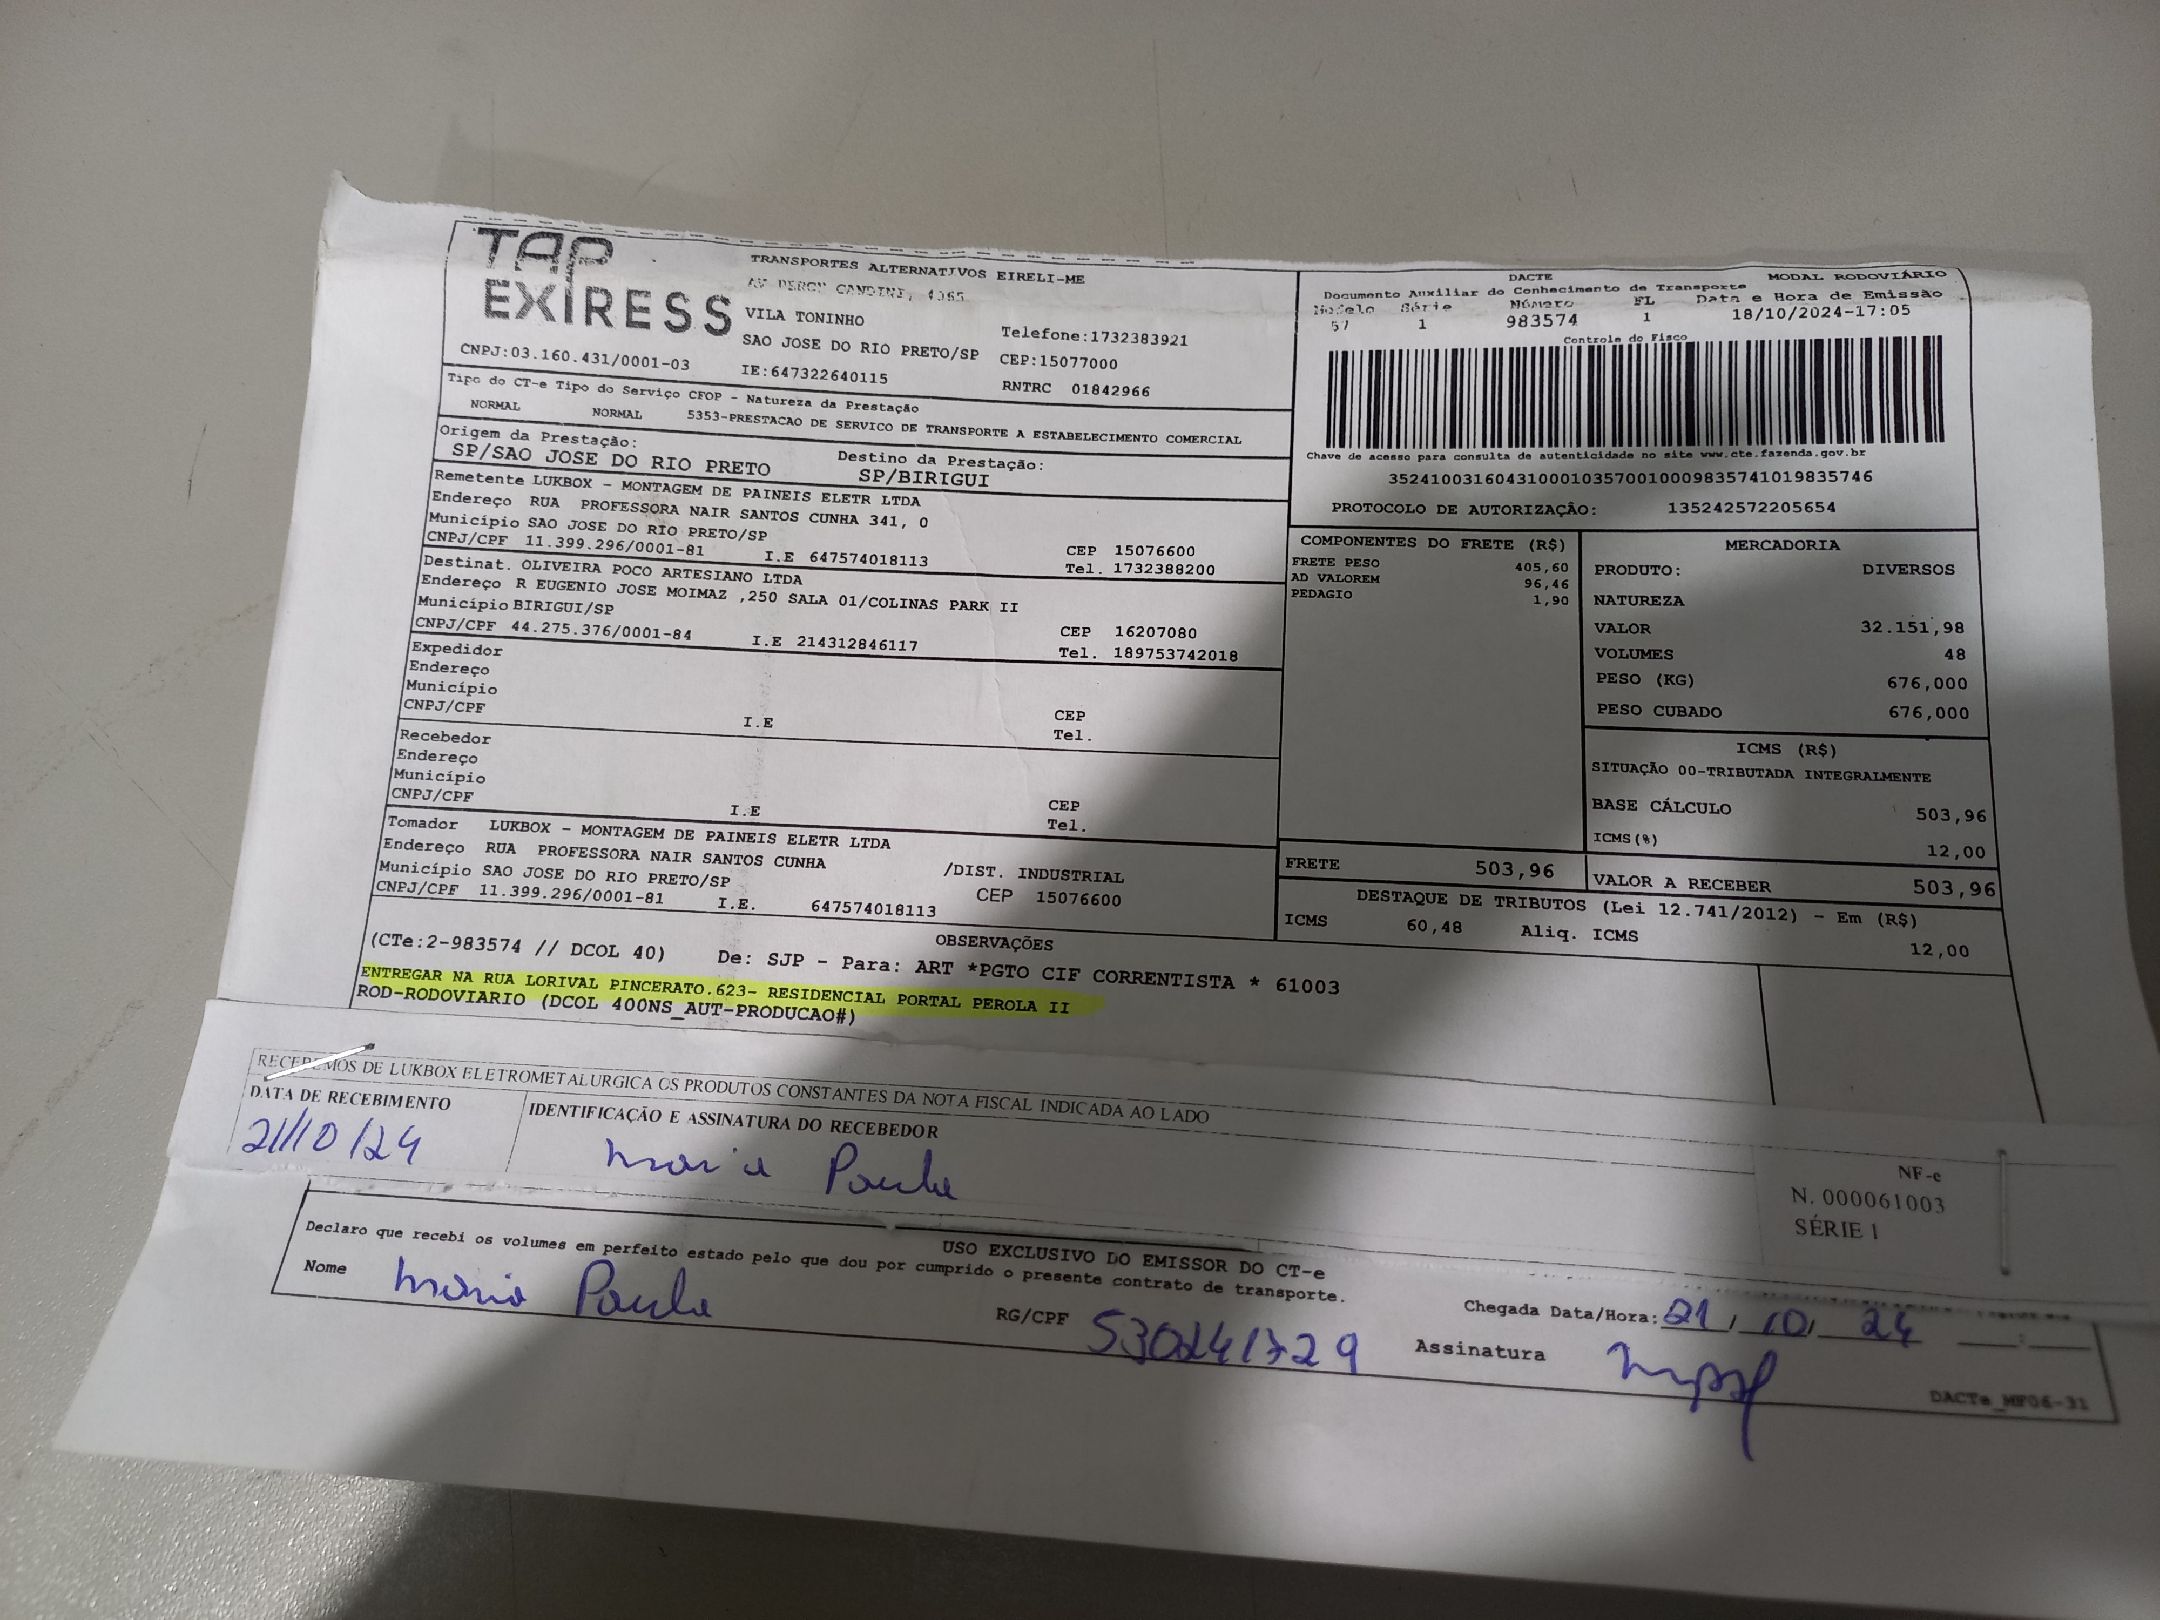 TAP
EXIRESS
TRANSPORTES ALTERNATIVOS EIRELI-ME
VILA TONINHO
SAO JOSE DO RIO PRETO/SP
Telefone:1732383921
CEP:15077000
CNPJ:03.160.431/0001-03
IE:647322640115
RNTRC 01842966
DACTE
MODAL RODOVIÁRIO
Documento Auxiliar do Conhecimento de Transporte
Modelo Série Número FL Data e Hora de Emissão
57 1 983574 1 18/10/2024-17:05
Controle do Fisco
Chave de acesso para consulta de autenticidade no site www.cte.fazenda.gov.br
35241003160431000103570010009835741019835746
PROTOCOLO DE AUTORIZAÇÃO: 135242572205654
Tipo do CT-e Tipo do Serviço CFOP - Natureza da Prestação
NORMAL NORMAL 5353-PRESTACAO DE SERVICO DE TRANSPORTE A ESTABELECIMENTO COMERCIAL
Origem da Prestação: Destino da Prestação:
SP/SAO JOSE DO RIO PRETO SP/BIRIGUI
Remetente LUKBOX - MONTAGEM DE PAINEIS ELETR LTDA
Endereço RUA PROFESSORA NAIR SANTOS CUNHA 341, 0
Município SAO JOSE DO RIO PRETO/SP CEP 15076600
CNPJ/CPF 11.399.296/0001-81 I.E 647574018113 Tel. 1732388200
Destinat. OLIVEIRA POCO ARTESIANO LTDA
Endereço R EUGENIO JOSE MOIMAZ ,250 SALA 01/COLINAS PARK II
Município BIRIGUI/SP CEP 16207080
CNPJ/CPF 44.275.376/0001-84 I.E 214312846117 Tel. 189753742018
Expedidor
Endereço
Município CEP
CNPJ/CPF I.E Tel.
Recebedor
Endereço
Município CEP
CNPJ/CPF I.E Tel.
Tomador LUKBOX - MONTAGEM DE PAINEIS ELETR LTDA
Endereço RUA PROFESSORA NAIR SANTOS CUNHA /DIST. INDUSTRIAL
Município SAO JOSE DO RIO PRETO/SP CEP 15076600
CNPJ/CPF 11.399.296/0001-81 I.E. 647574018113
COMPONENTES DO FRETE (R$)
FRETE PESO 405,60
AD VALOREM 96,46
PEDAGIO 1,90
FRETE 503,96
MERCADORIA
PRODUTO: DIVERSOS
NATUREZA
VALOR 32.151,98
VOLUMES 48
PESO (KG) 676,000
PESO CUBADO 676,000
ICMS (R$)
SITUAÇÃO 00-TRIBUTADA INTEGRALMENTE
BASE CÁLCULO 503,96
ICMS(%) 12,00
VALOR A RECEBER 503,96
DESTAQUE DE TRIBUTOS (Lei 12.741/2012) - Em (R$)
ICMS 60,48 Aliq. ICMS 12,00
OBSERVAÇÕES
(CTe:2-983574 // DCOL 40) De: SJP - Para: ART *PGTO CIF CORRENTISTA * 61003
ENTREGAR NA RUA LORIVAL PINCERATO.623- RESIDENCIAL PORTAL PEROLA II
ROD-RODOVIARIO (DCOL 400NS_AUT-PRODUCAO#)
RECEBEMOS DE LUKBOX ELETROMETALURGICA OS PRODUTOS CONSTANTES DA NOTA FISCAL INDICADA AO LADO
DATA DE RECEBIMENTO IDENTIFICAÇÃO E ASSINATURA DO RECEBEDOR
21/10/24 Maria Paula
NF-e
N. 000061003
SÉRIE 1
USO EXCLUSIVO DO EMISSOR DO CT-e
Declaro que recebi os volumes em perfeito estado pelo que dou por cumprido o presente contrato de transporte.
Nome Maria Paula RG/CPF 530241729
Chegada Data/Hora: 21/10/24
Assinatura
DACTe_MF06-31